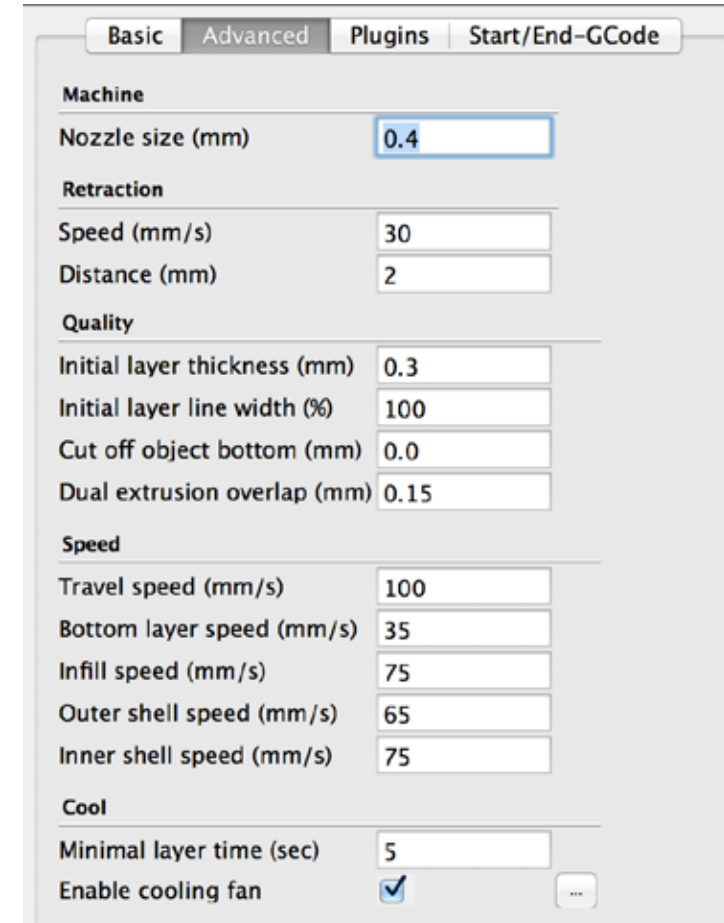 Basic Advanced Plugins Start/End-GCode
Machine
Nozzle size (mm) 0.4
Retraction
Speed (mm/s) 30
Distance (mm) 2
Quality
Initial layer thickness (mm) 0.3
Initial layer line width (%) 100
Cut off object bottom (mm) 0.0
Dual extrusion overlap (mm) 0.15
Speed
Travel speed (mm/s) 100
Bottom layer speed (mm/s) 35
Infill speed (mm/s) 75
Outer shell speed (mm/s) 65
Inner shell speed (mm/s) 75
Cool
Minimal layer time (sec) 5
Enable cooling fan ...